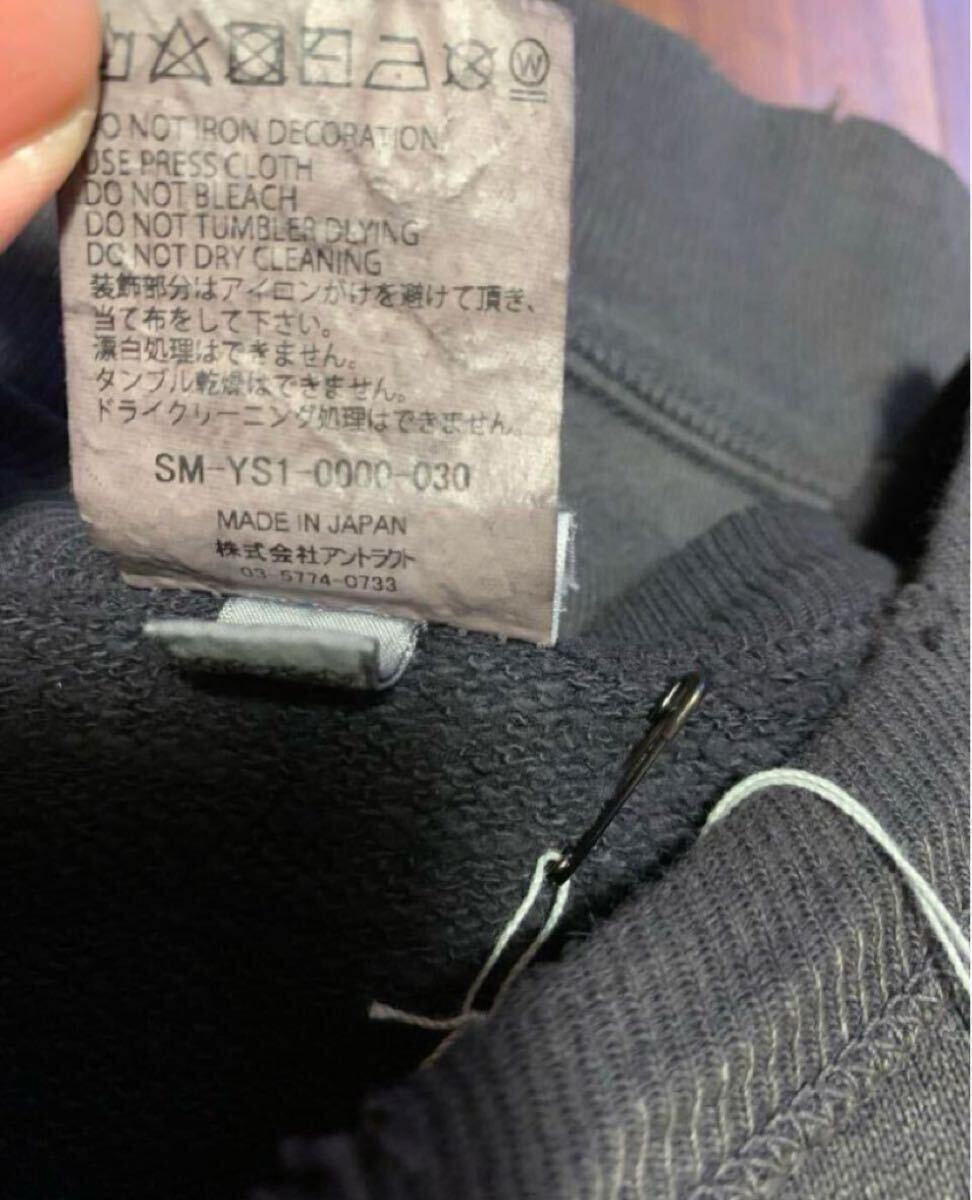 W
DO NOT IRON DECORATION
USE PRESS CLOTH
DO NOT BLEACH
DO NOT TUMBLER DLYING
DO NOT DRY CLEANING
装飾部分はアイロンがけを避けて頂き、
当て布をして下さい。
漂白処理はできません。
タンブル乾燥はできません。
ドライクリーニング処理はできません。
SM-YS1-0000-030
MADE IN JAPAN
株式会社アントラクト
03-5774-0733